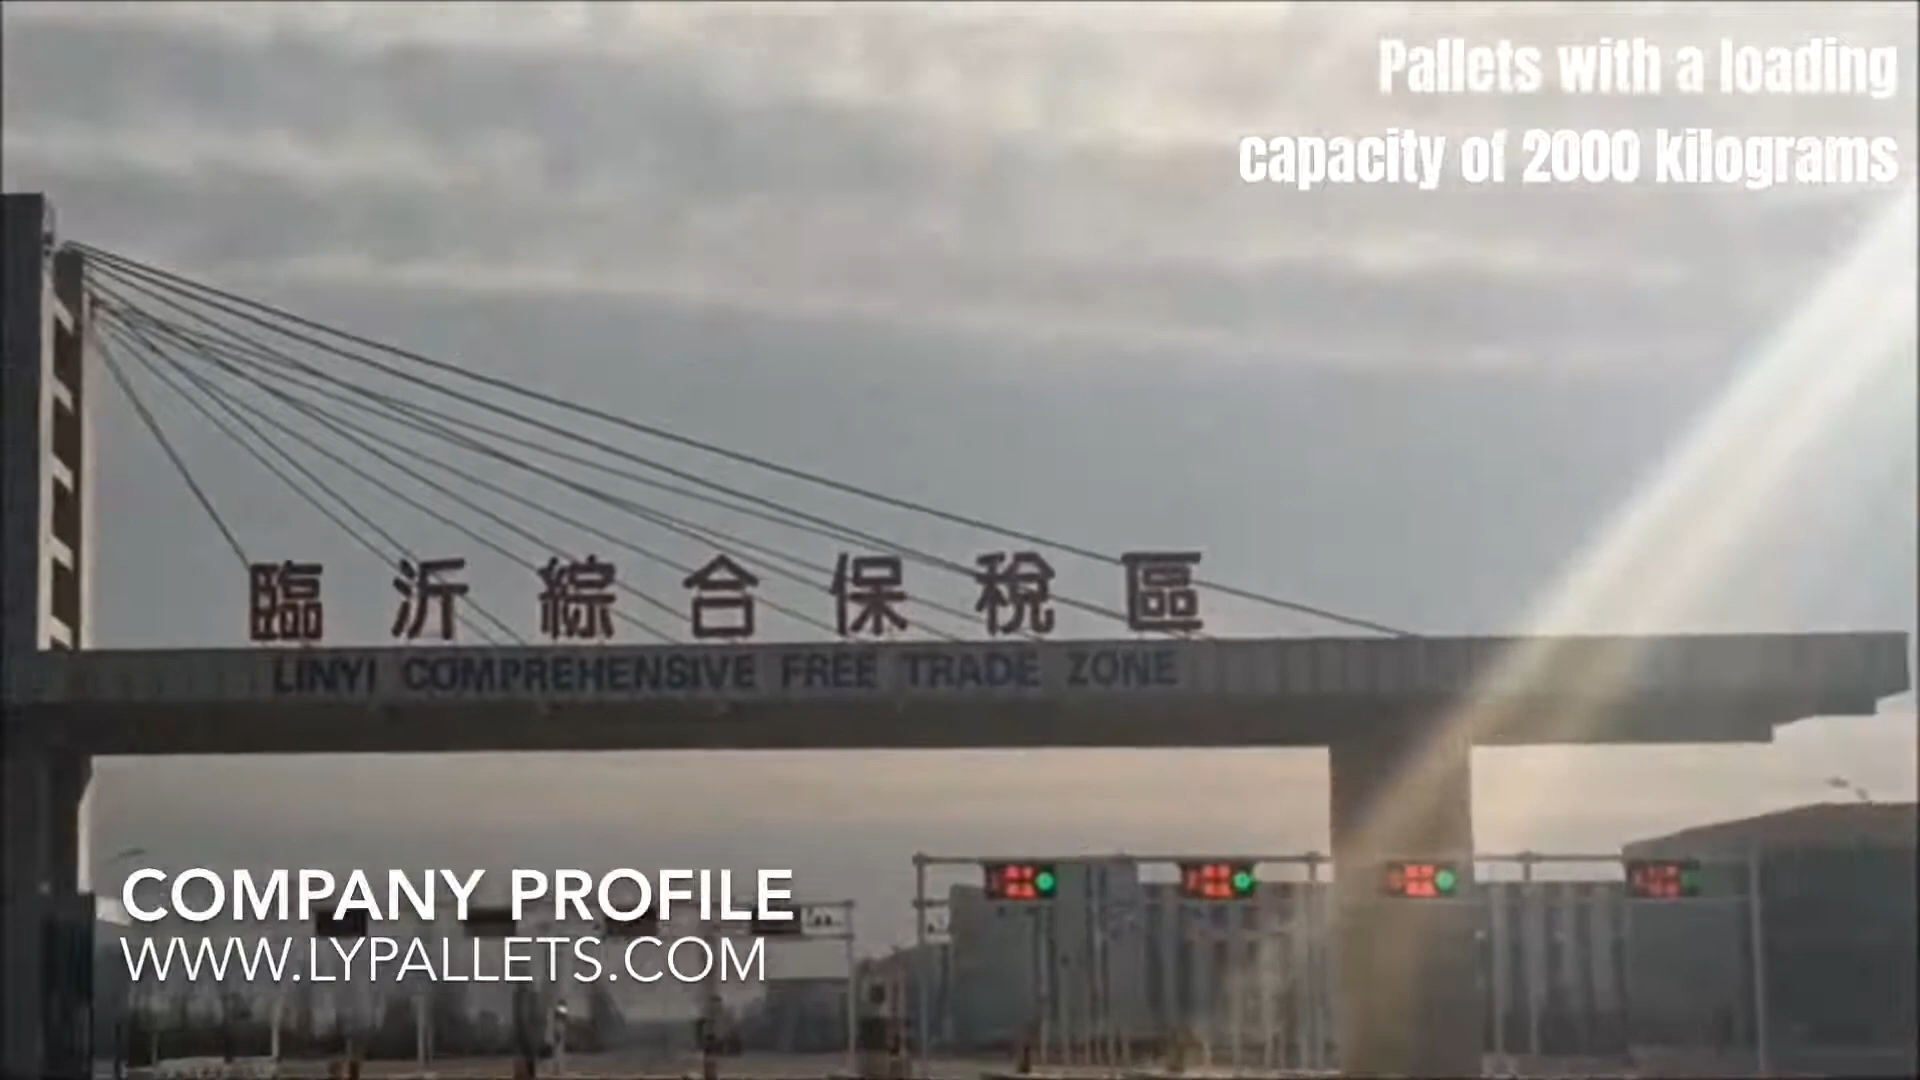 Pallets with a loading
capacity of 2000 kilograms
臨沂綜合保稅區
LINYI COMPREHENSIVE FREE TRADE ZONE
COMPANY PROFILE
WWW.LYPALLETS.COM